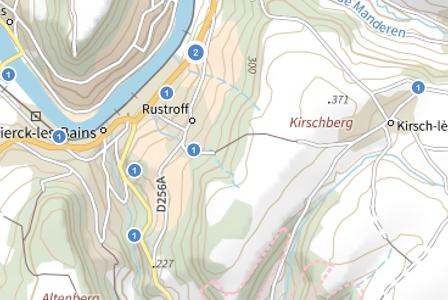 s
de Manderen
1
2
300
1
1
Rustroff
.371
Kirschberg
ierck-les-Bains
1
Kirsch-lè
1
1
D256A
1
227
Altenberg